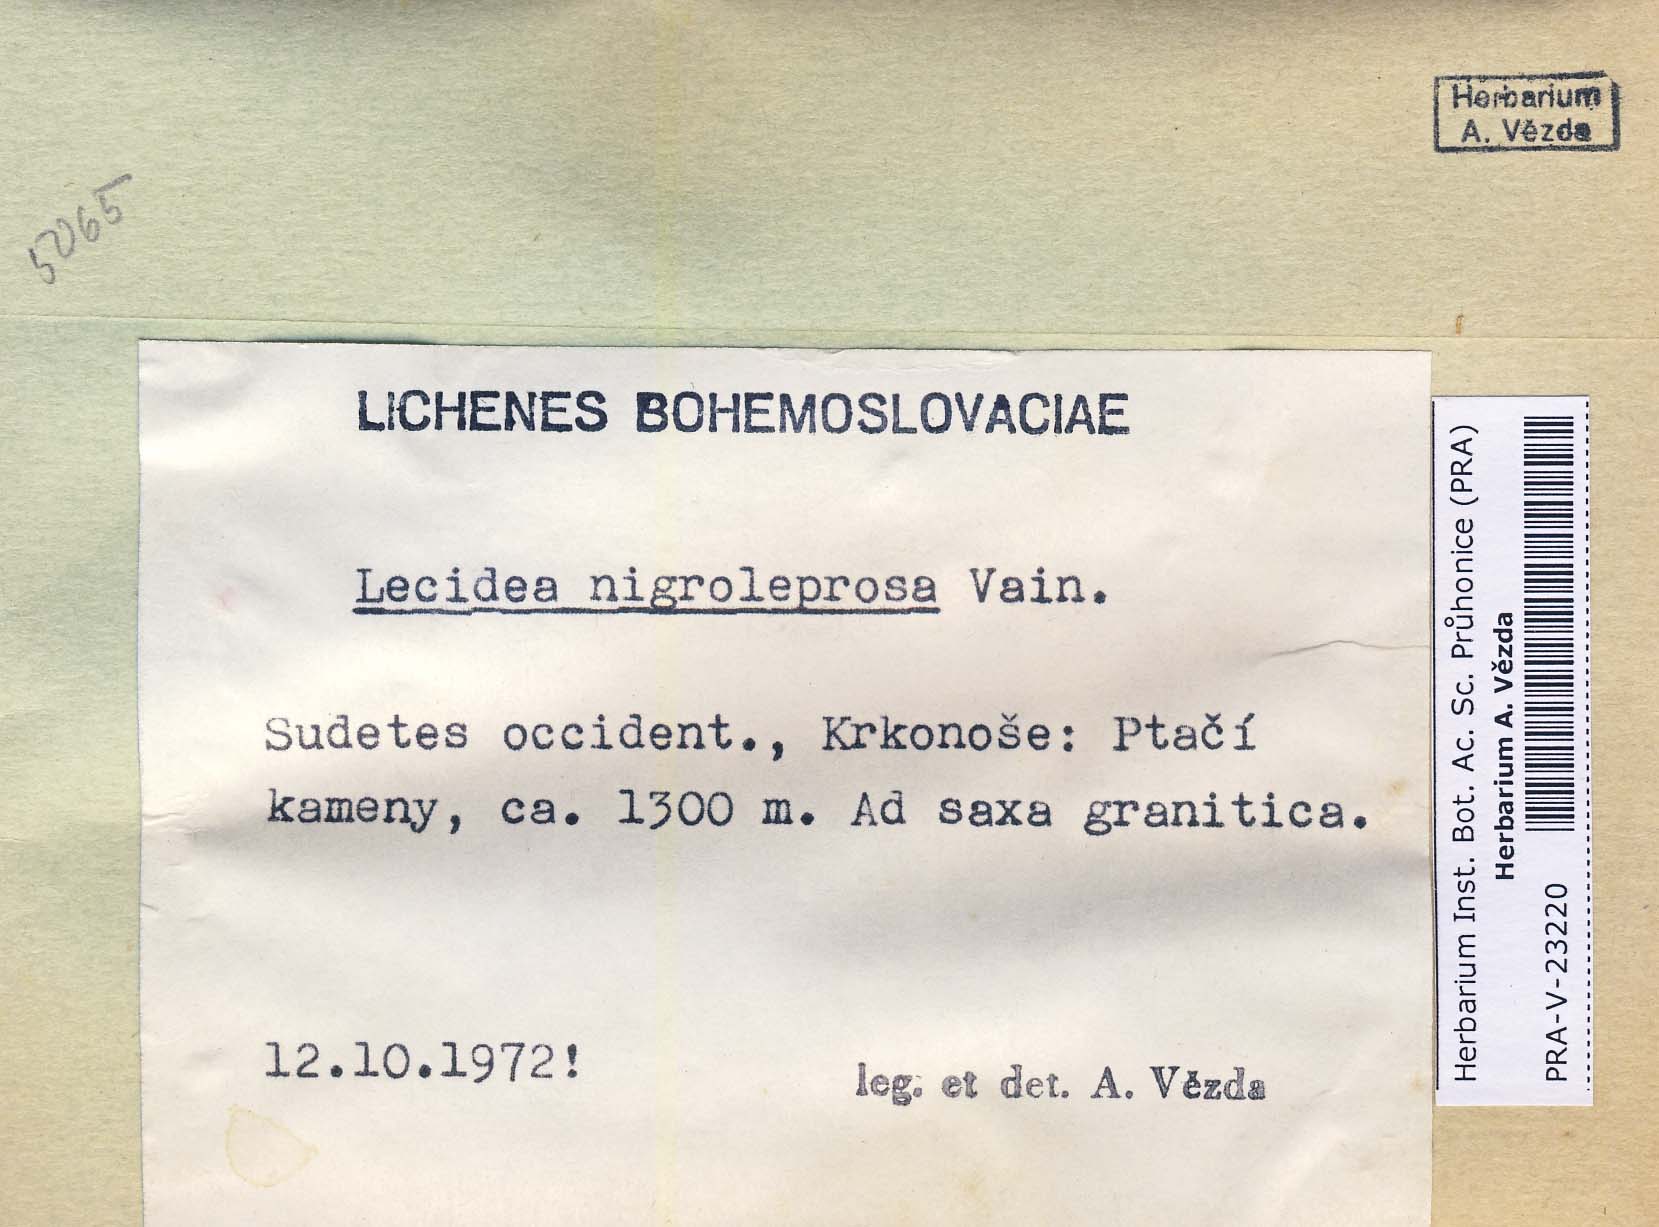 Herbarium
A. Vězda
5065
LICHENES BOHEMOSLOVACIAE
Lecidea nigroleprosa Vain.
Sudetes occident., Krkonoše: Ptačí
kameny, ca. 1300 m. Ad saxa granitica.
12.10.1972!
leg. et det. A. Vězda
Herbarium Inst. Bot. Ac. Sc. Průhonice (PRA)
Herbarium A. Vězda
PRA-V-23220